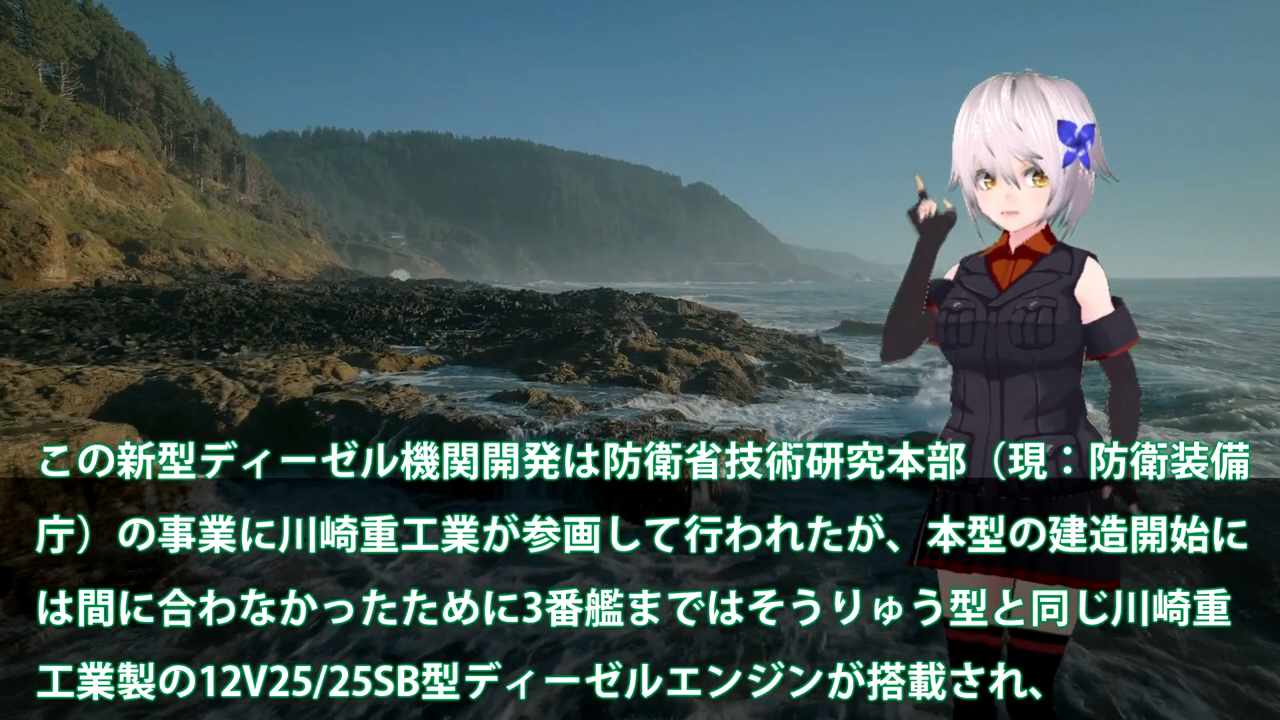 この新型ディーゼル機関開発は防衛省技術研究本部（現：防衛装備
庁）の事業に川崎重工業が参画して行われたが、本型の建造開始に
は間に合わなかったために3番艦まではそうりゅう型と同じ川崎重
工業製の12V25/25SB型ディーゼルエンジンが搭載され、